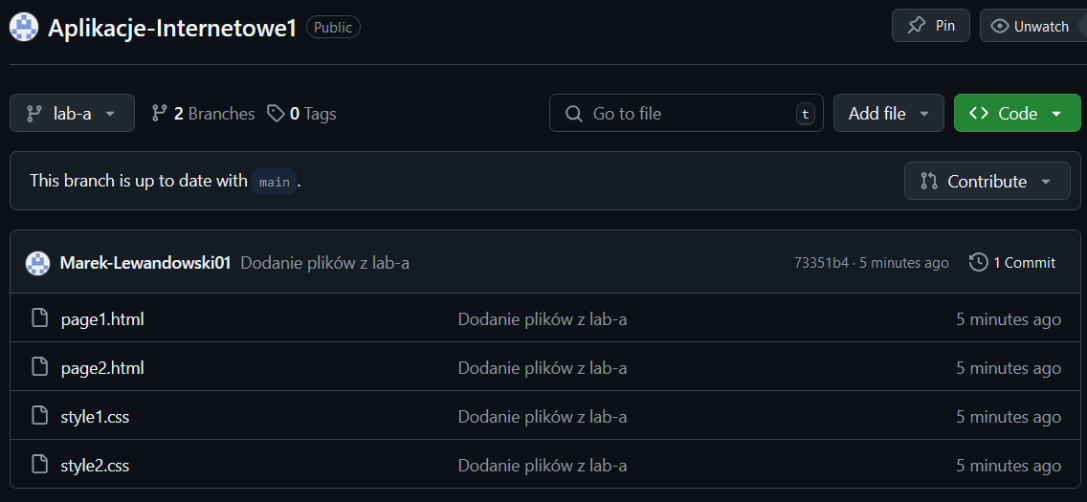 Aplikacje-Internetowe1 Public Pin Unwatch
lab-a 2 Branches 0 Tags Go to file t Add file Code
This branch is up to date with main. Contribute
Marek-Lewandowski01 Dodanie plików z lab-a 73351b4 · 5 minutes ago 1 Commit
page1.html Dodanie plików z lab-a 5 minutes ago
page2.html Dodanie plików z lab-a 5 minutes ago
style1.css Dodanie plików z lab-a 5 minutes ago
style2.css Dodanie plików z lab-a 5 minutes ago